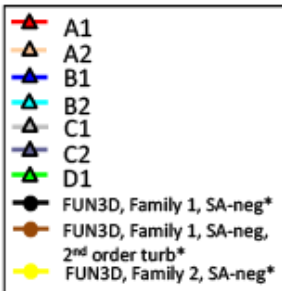 A1
A2
B1
B2
C1
C2
D1
FUN3D, Family 1, SA-neg*
FUN3D, Family 1, SA-neg,
2nd order turb*
FUN3D, Family 2, SA-neg*